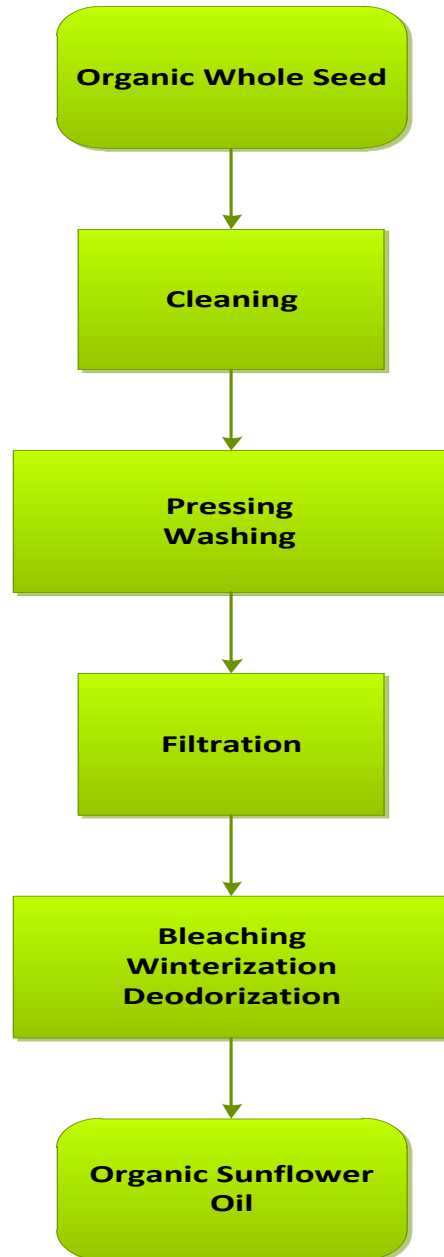 Organic Whole Seed
Cleaning
Pressing
Washing
Filtration
Bleaching
Winterization
Deodorization
Organic Sunflower
Oil